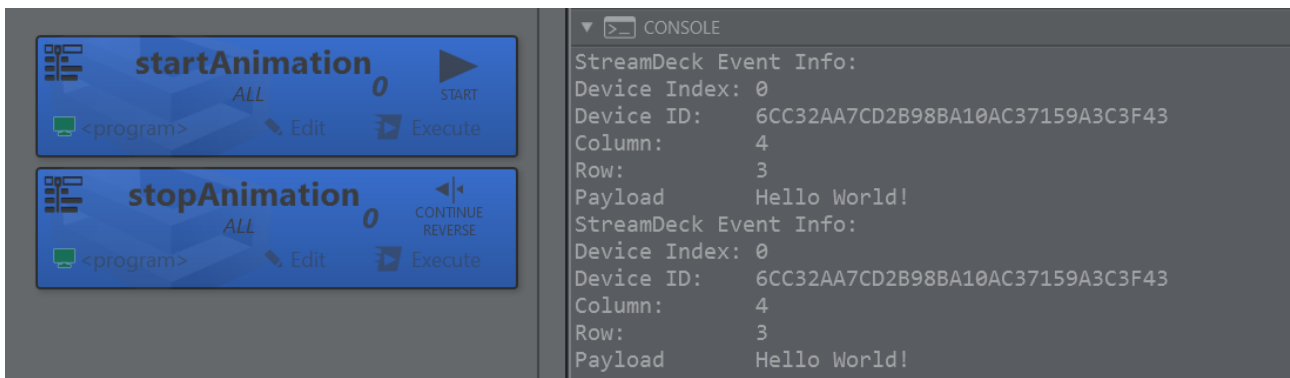 startAnimation
ALL
0
START
<program>
Edit
Execute
stopAnimation
ALL
0
CONTINUE
REVERSE
<program>
Edit
Execute
CONSOLE
StreamDeck Event Info:
Device Index: 0
Device ID: 6CC32AA7CD2B98BA10AC37159A3C3F43
Column: 4
Row: 3
Payload Hello World!
StreamDeck Event Info:
Device Index: 0
Device ID: 6CC32AA7CD2B98BA10AC37159A3C3F43
Column: 4
Row: 3
Payload Hello World!